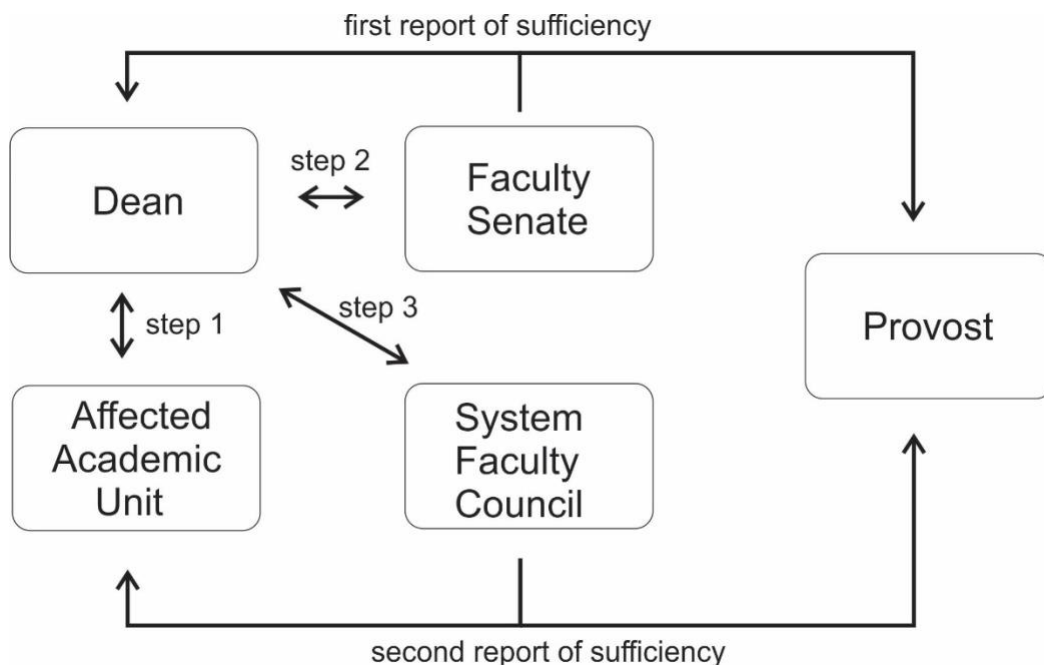 first report of sufficiency
Dean
step 2
Faculty
Senate
step 1
step 3
Provost
Affected
Academic
Unit
System
Faculty
Council
second report of sufficiency